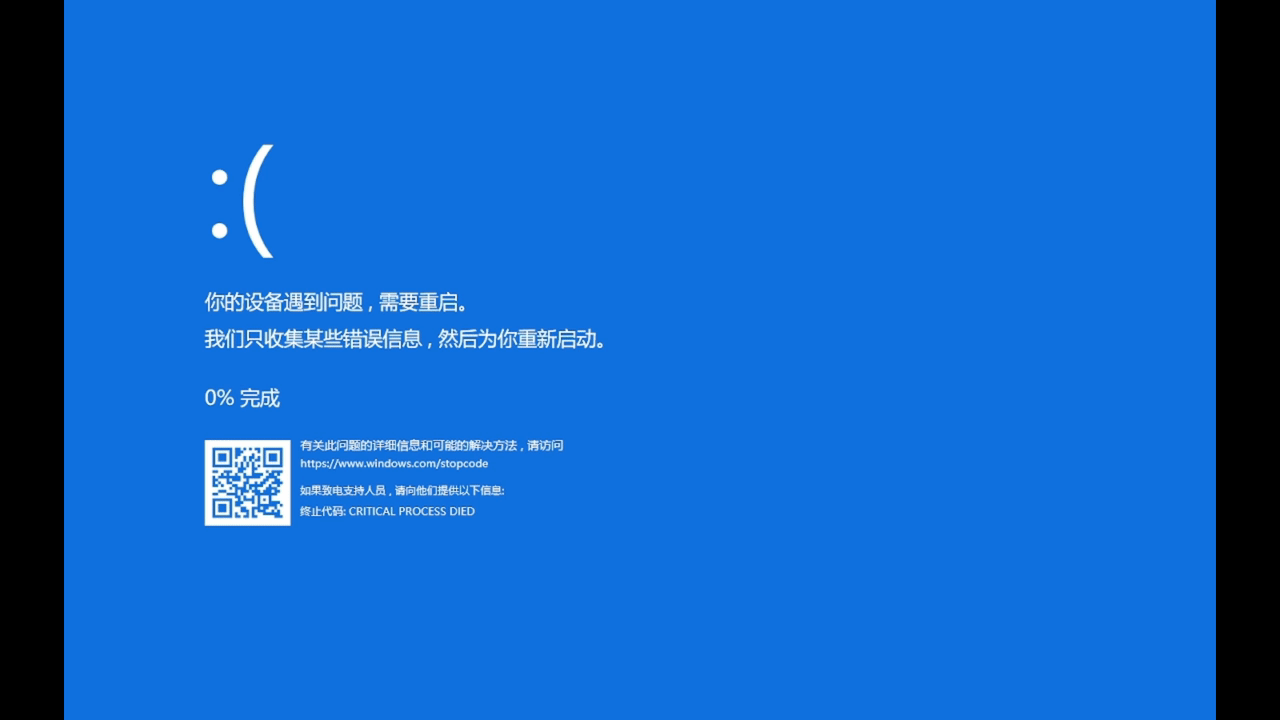 :(
你的设备遇到问题，需要重启。
我们只收集某些错误信息，然后为你重新启动。
0% 完成
有关此问题的详细信息和可能的解决方法，请访问
https://www.windows.com/stopcode
如果致电支持人员，请向他们提供以下信息:
终止代码: CRITICAL PROCESS DIED